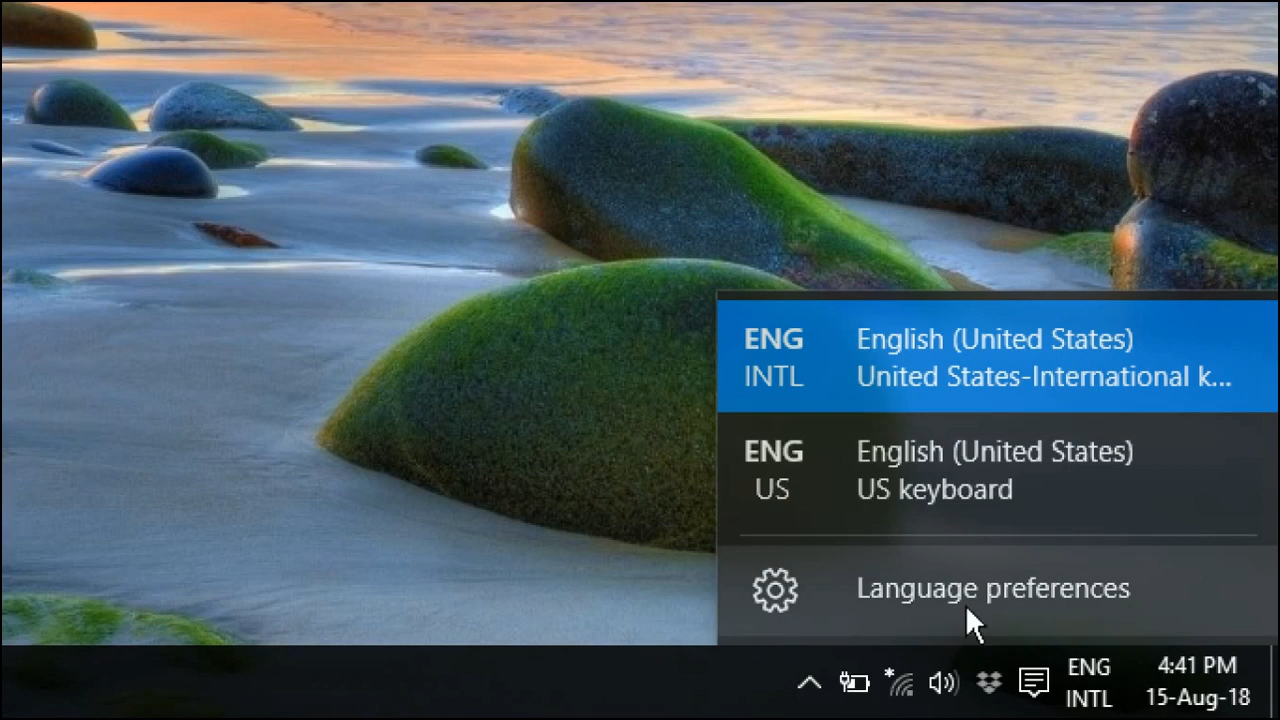 ENG English (United States)
INTL United States-International k...
ENG English (United States)
US US keyboard
Language preferences
ENG 4:41 PM
INTL 15-Aug-18